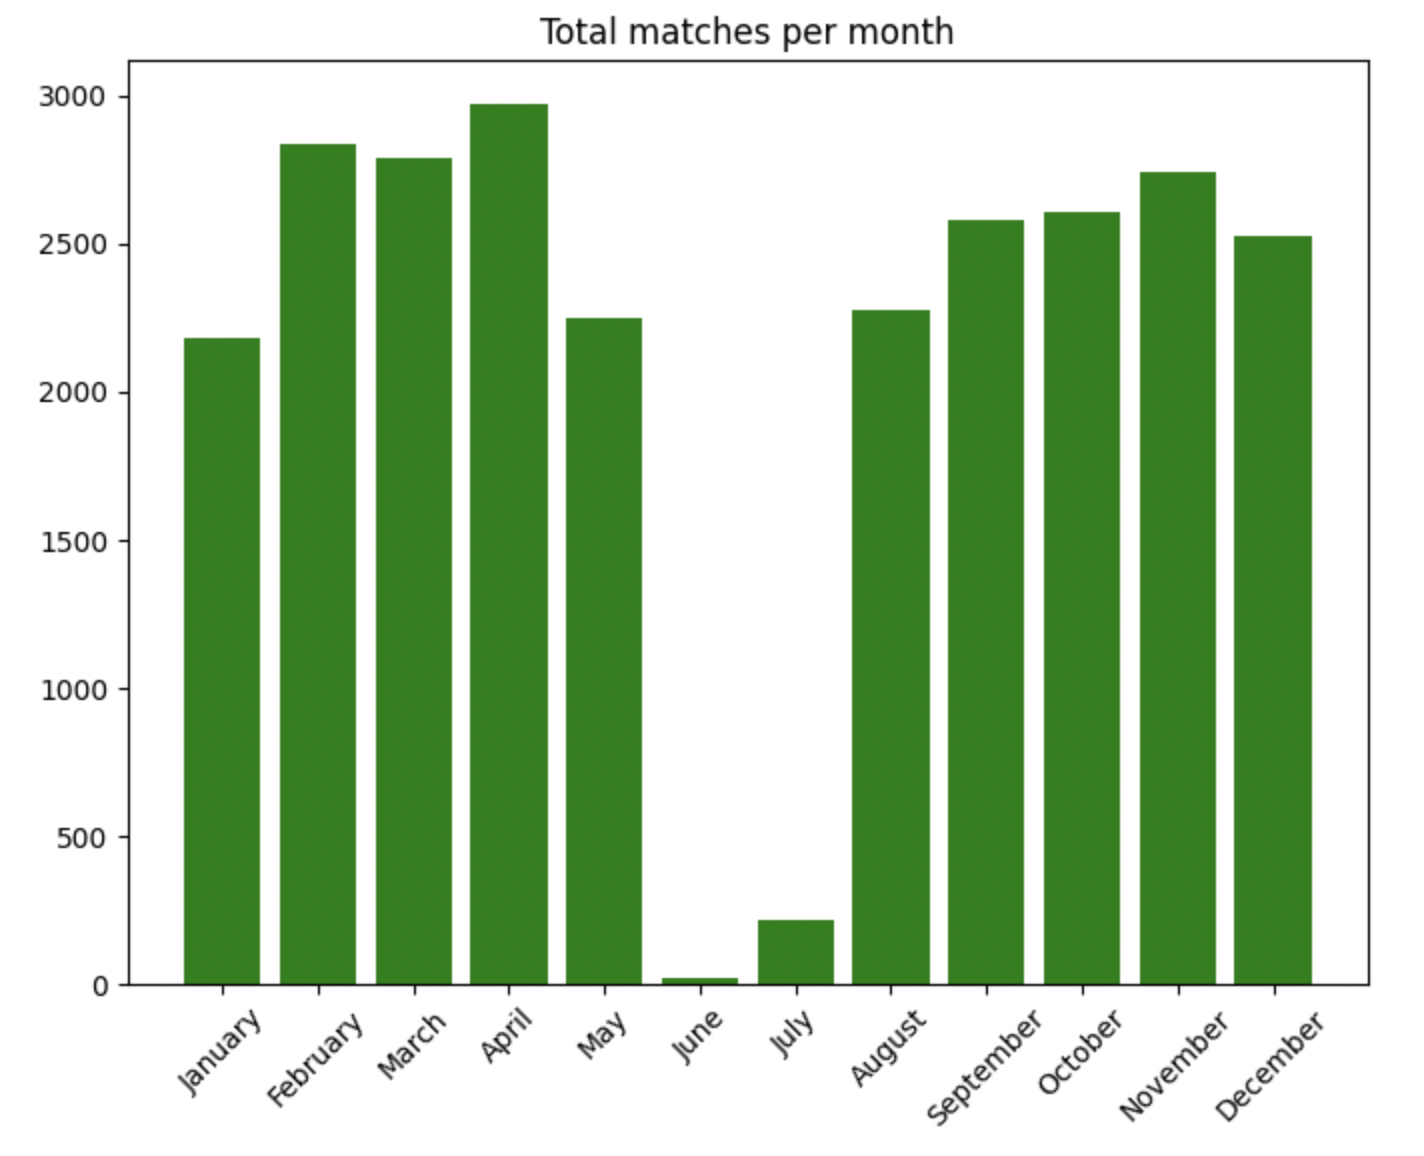 Total matches per month
3000
2500
2000
1500
1000
500
0
January
February
March
April
May
June
July
August
September
October
November
December